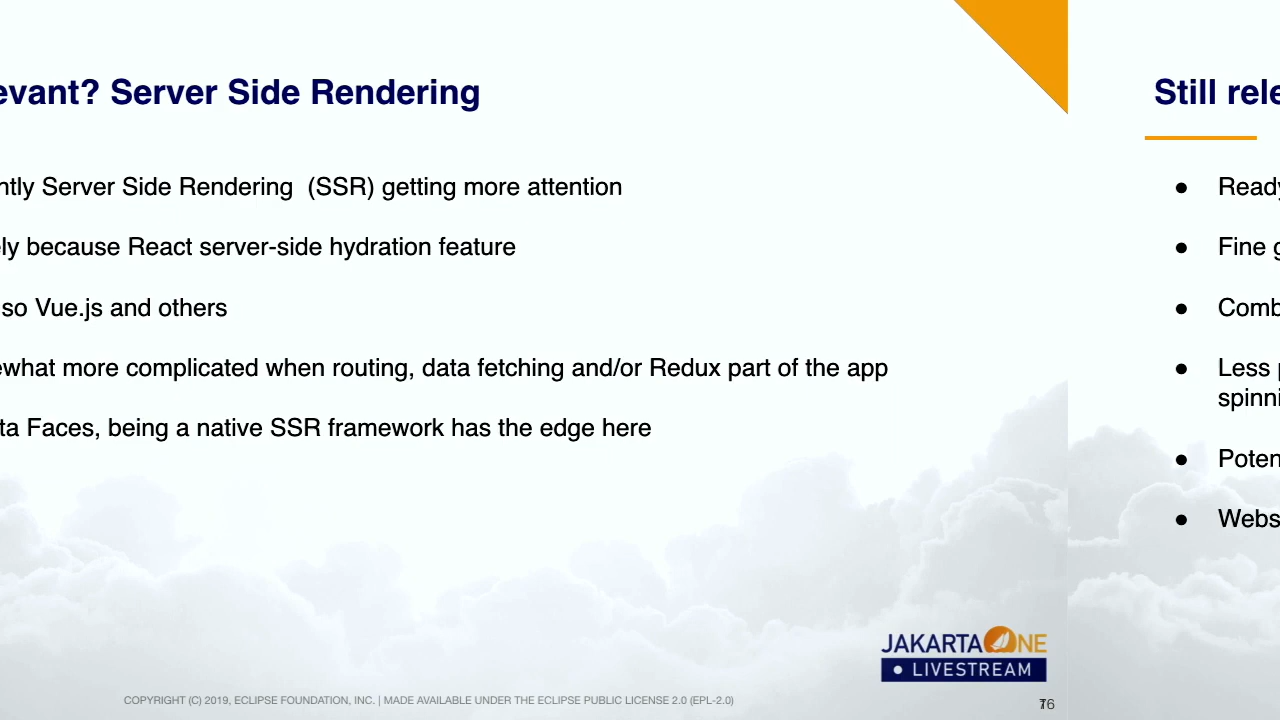 evant? Server Side Rendering
ntly Server Side Rendering (SSR) getting more attention
ely because React server-side hydration feature
so Vue.js and others
ewhat more complicated when routing, data fetching and/or Redux part of the app
ta Faces, being a native SSR framework has the edge here
JAKARTAONE
LIVESTREAM
COPYRIGHT (C) 2019, ECLIPSE FOUNDATION, INC. | MADE AVAILABLE UNDER THE ECLIPSE PUBLIC LICENSE 2.0 (EPL-2.0)
Still rele
● Ready
● Fine g
● Comb
● Less p
spinni
● Poten
● Webs